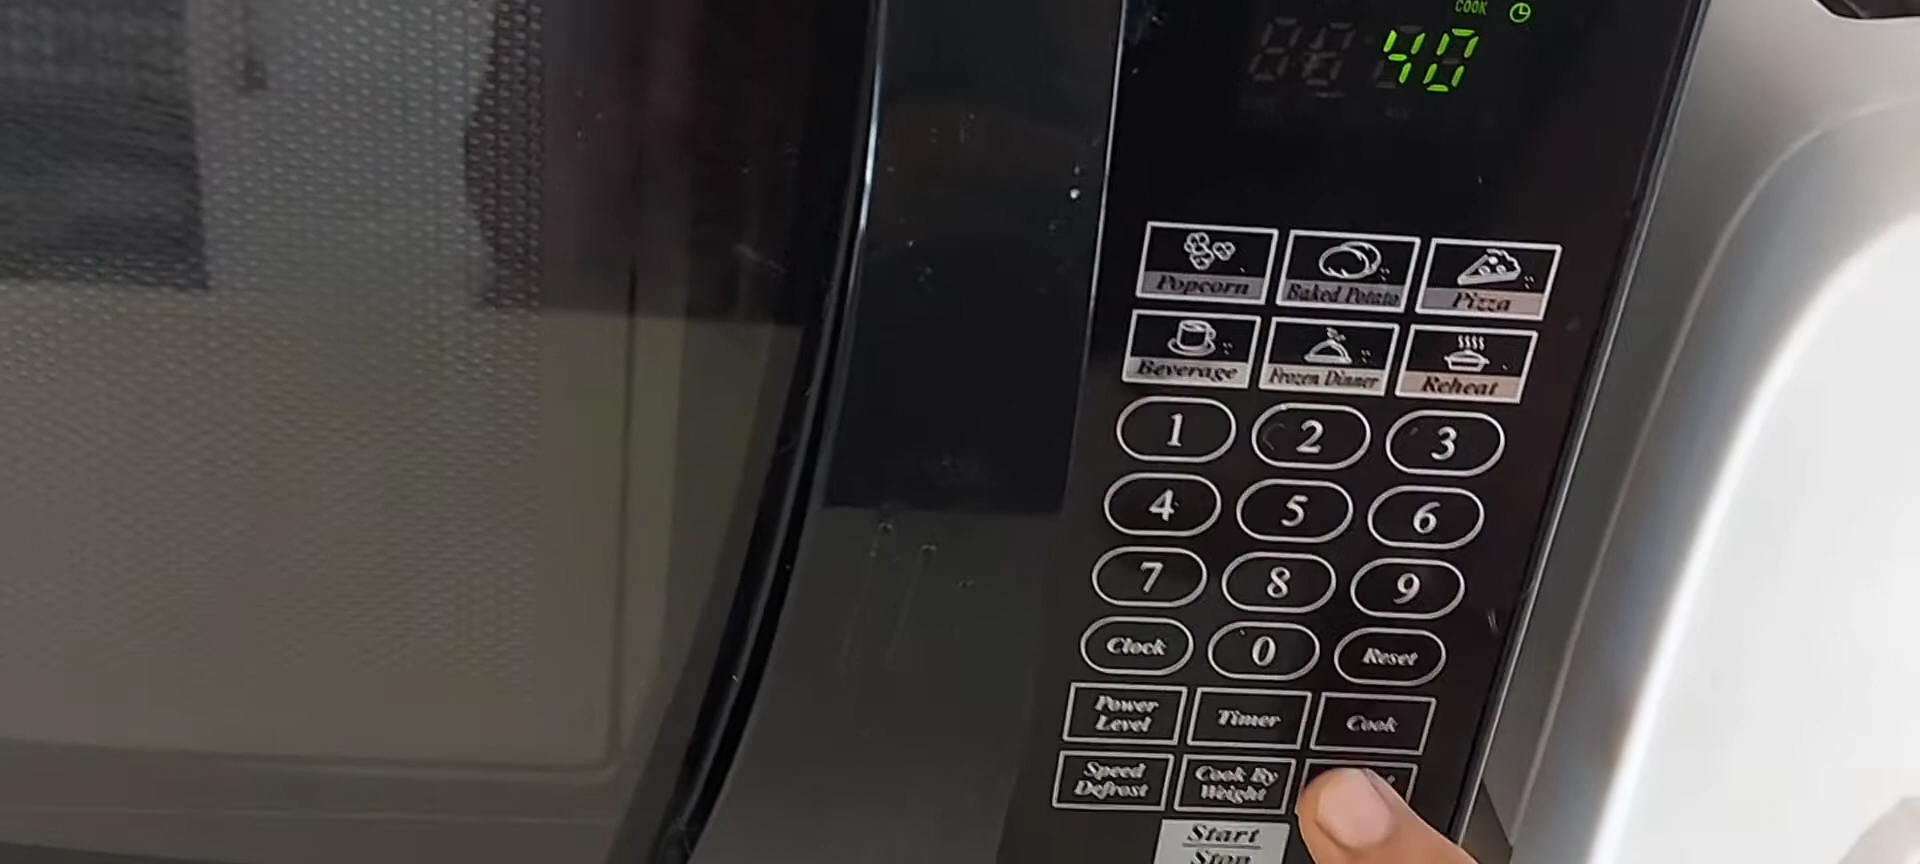 COOK
40
Popcorn Baked Potato Pizza
Beverage Frozen Dinner Reheat
1 2 3
4 5 6
7 8 9
Clock 0 Reset
Power Level Timer Cook
Speed Defrost Cook By Weight
Start
Stop